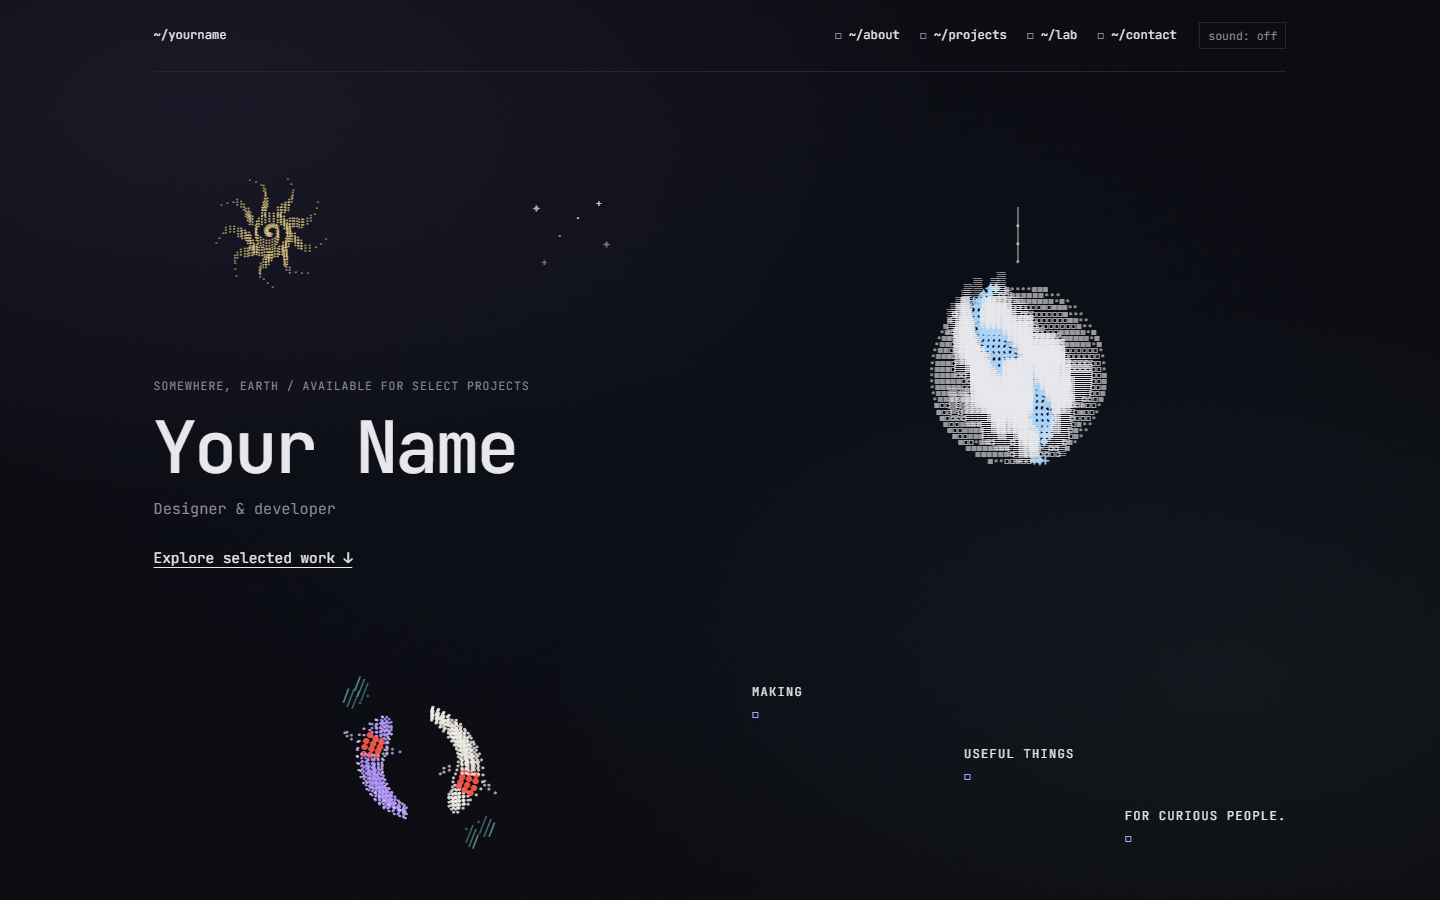 ~/yourname
~/about
~/projects
~/lab
~/contact
sound: off
SOMEWHERE, EARTH / AVAILABLE FOR SELECT PROJECTS
Your Name
Designer & developer
Explore selected work ↓
MAKING
USEFUL THINGS
FOR CURIOUS PEOPLE.